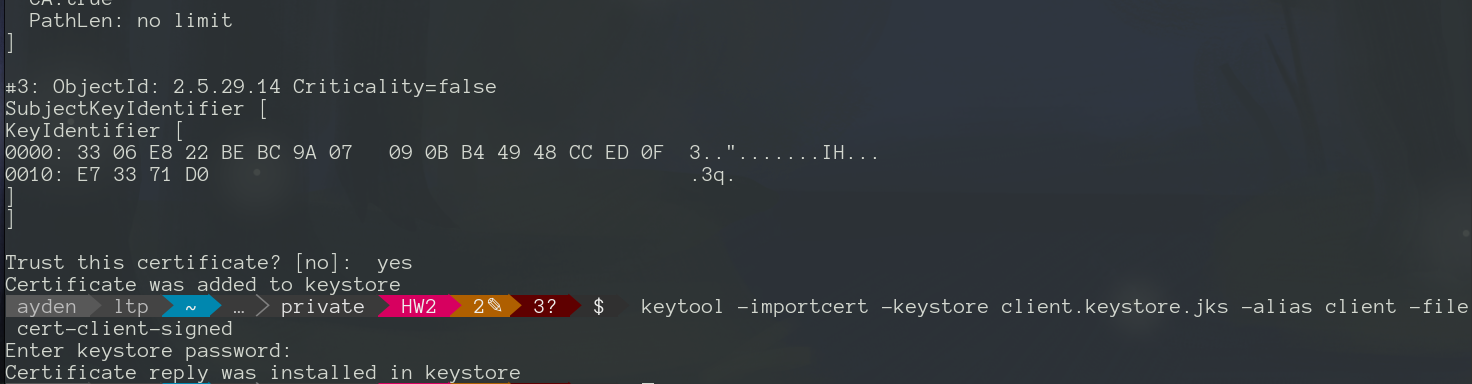 CA:true
PathLen: no limit
]
#3: ObjectId: 2.5.29.14 Criticality=false
SubjectKeyIdentifier [
KeyIdentifier [
0000: 33 06 E8 22 BE BC 9A 07   09 0B B4 49 48 CC ED 0F  3..".......IH...
0010: E7 33 71 D0                                        .3q.
]
]
Trust this certificate? [no]:  yes
Certificate was added to keystore
ayden ltp ~ … private HW2 2✎ 3? $ keytool -importcert -keystore client.keystore.jks -alias client -file
cert-client-signed
Enter keystore password:
Certificate reply was installed in keystore